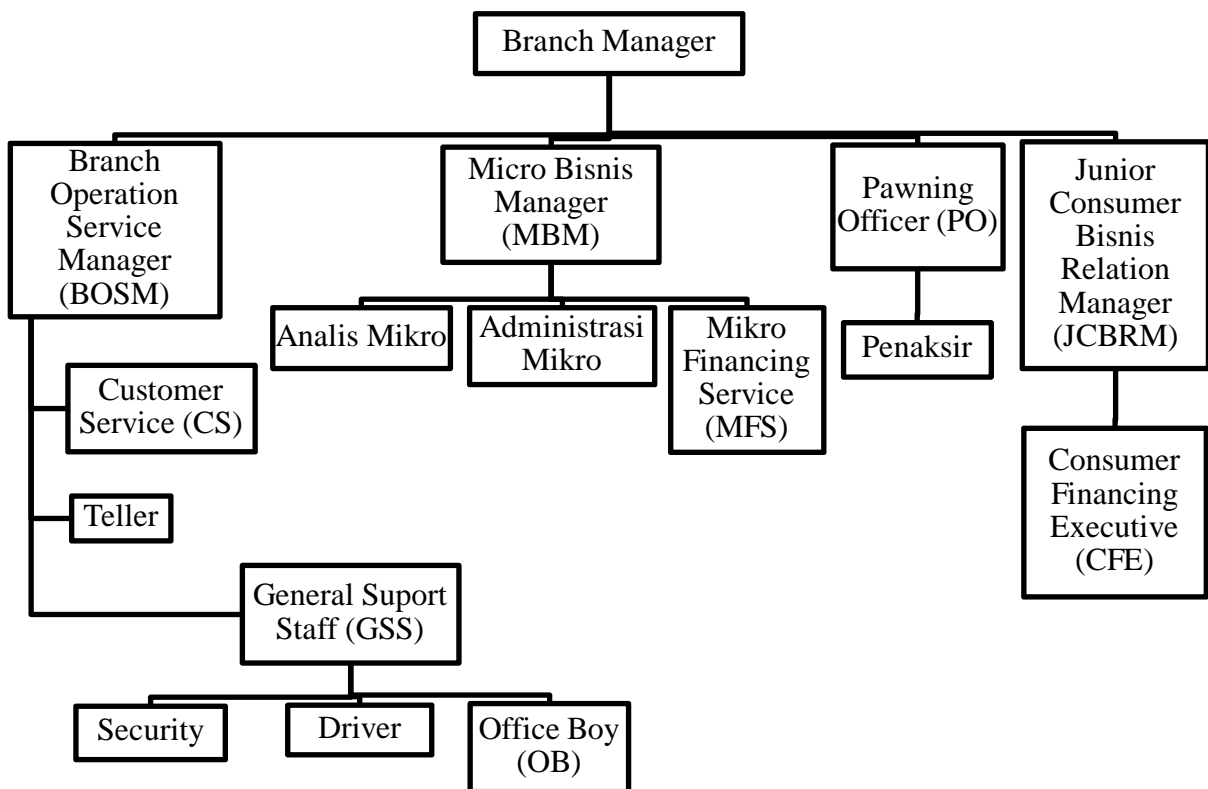 Branch Manager
Branch
Operation
Service
Manager
(BOSM)
Micro Bisnis
Manager
(MBM)
Pawning
Officer (PO)
Junior
Consumer
Bisnis
Relation
Manager
(JCBRM)
Analis Mikro
Administrasi
Mikro
Mikro
Financing
Service
(MFS)
Penaksir
Customer
Service (CS)
Consumer
Financing
Executive
(CFE)
Teller
General Suport
Staff (GSS)
Security
Driver
Office Boy
(OB)